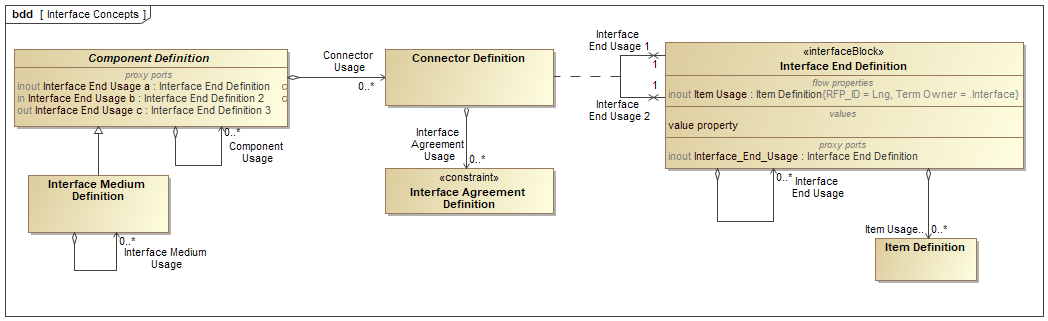 bdd [ Interface Concepts ]
Component Definition
proxy ports
inout Interface End Usage a : Interface End Definition c
in Interface End Usage b : Interface End Definition 2 c
out Interface End Usage c : Interface End Definition 3
Connector
Usage
0..*
Connector Definition
Interface
End Usage 1
1
1
Interface
End Usage 2
«interfaceBlock»
Interface End Definition
flow properties
inout Item Usage : Item Definition{RFP_ID = Lng, Term Owner = .Interface}
values
value property
proxy ports
inout Interface_End_Usage : Interface End Definition
0..*
Component
Usage
Interface
Agreement
Usage
0..*
«constraint»
Interface Agreement
Definition
Interface Medium
Definition
0..*
Interface Medium
Usage
0..*
Interface
End Usage
Item Usage..
0..*
Item Definition